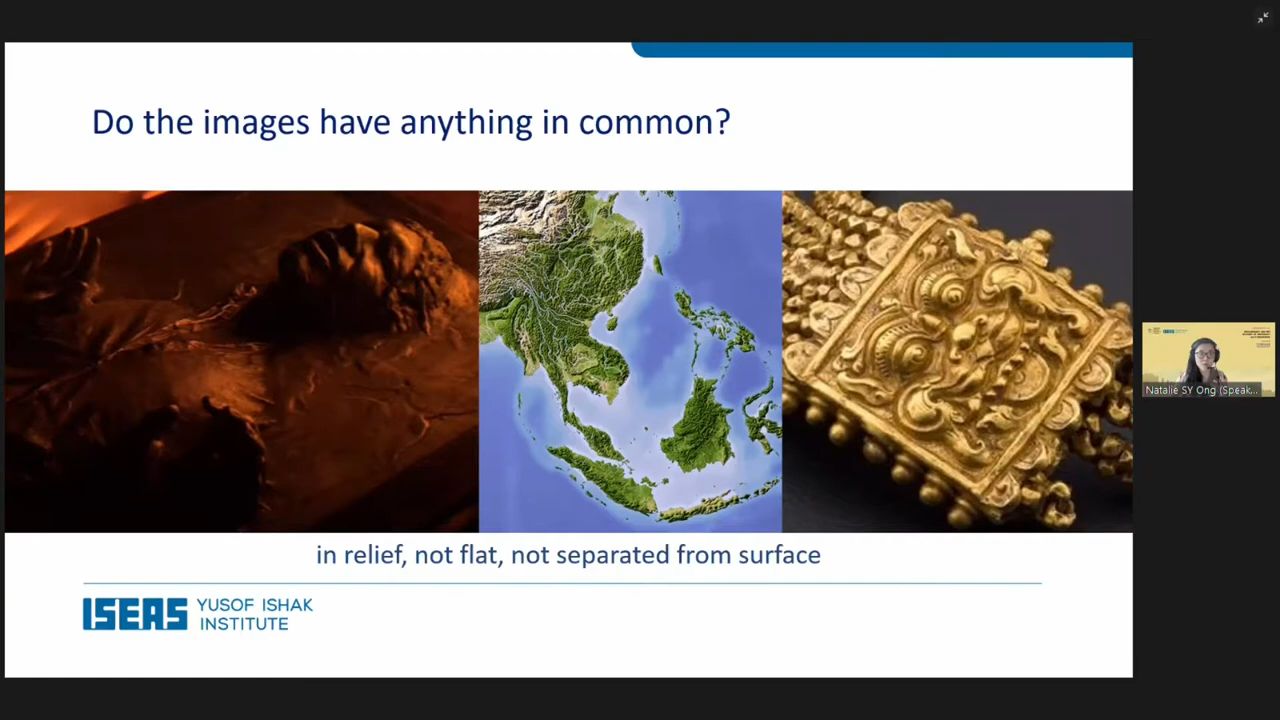 Do the images have anything in common?
in relief, not flat, not separated from surface
ISEAS
YUSOF ISHAK
INSTITUTE
Natalie SY Ong (Speak...